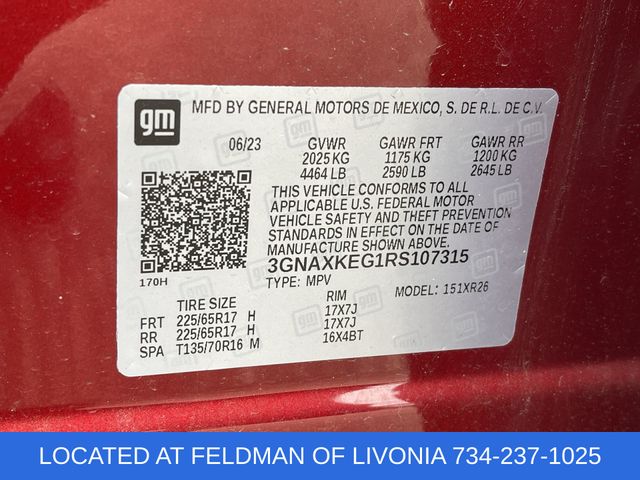 gm
MFD BY GENERAL MOTORS DE MEXICO, S. DE R.L. DE C.V.
06/23 GVWR GAWR FRT GAWR RR
2025 KG 1175 KG 1200 KG
4464 LB 2590 LB 2645 LB
THIS VEHICLE CONFORMS TO ALL
APPLICABLE U.S. FEDERAL MOTOR
VEHICLE SAFETY AND THEFT PREVENTION
STANDARDS IN EFFECT ON THE DATE OF
MANUFACTURE SHOWN ABOVE.
3GNAXKEG1RS107315
170H
TYPE: MPV MODEL: 151XR26
TIRE SIZE RIM
FRT 225/65R17 H 17X7J
RR 225/65R17 H 17X7J
SPA T135/70R16 M 16X4BT
LOCATED AT FELDMAN OF LIVONIA 734-237-1025